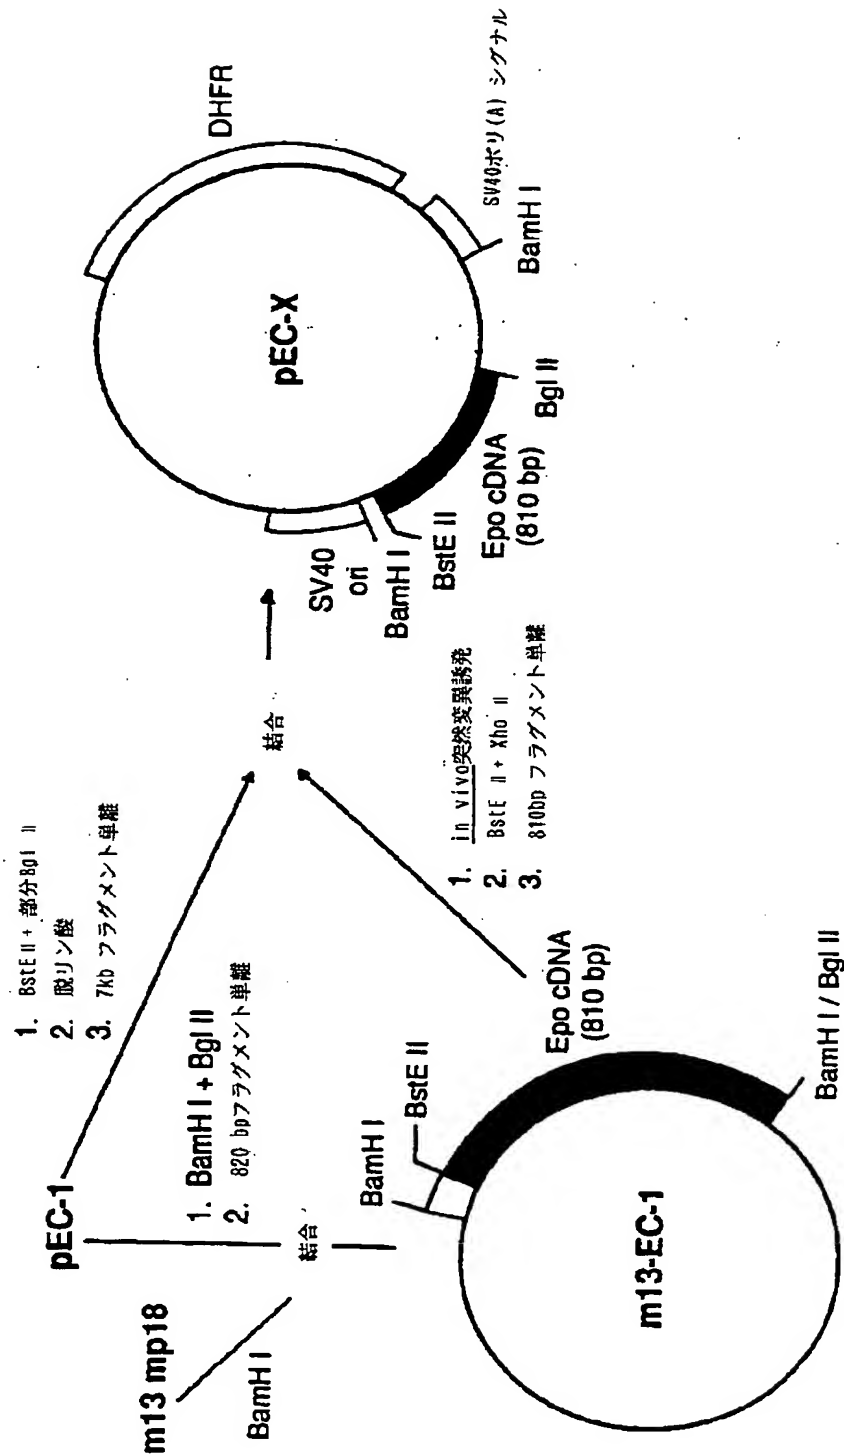 m13 mp18
BamH I
pEC-1
1. BamH I + Bgl II
2. 820 bpフラグメント単離
結合
1. BstE II + 部分Bgl II
2. 脱リン酸
3. 7kb フラグメント単離
結合
m13-EC-1
BamH I
BstE II
Epo cDNA
(810 bp)
BamH I / Bgl II
1. in vivo突然変異誘発
2. BstE II + Xho II
3. 810bp フラグメント単離
pEC-X
DHFR
SV40ポリ(A) シグナル
BamH I
Bgl II
Epo cDNA
(810 bp)
BstE II
BamH I
SV40
ori